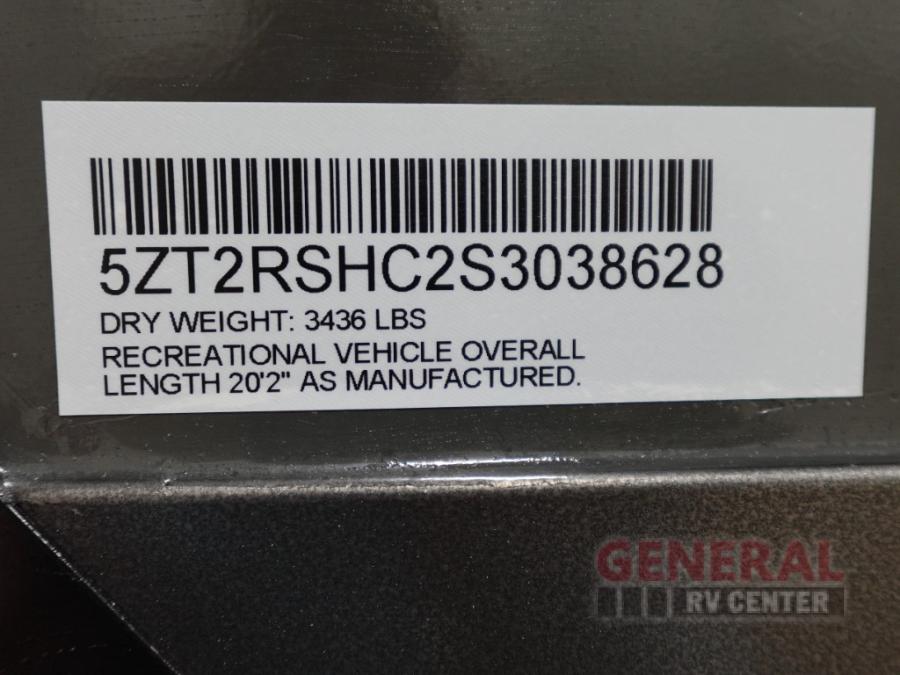 5ZT2RSHC2S3038628
DRY WEIGHT: 3436 LBS
RECREATIONAL VEHICLE OVERALL
LENGTH 20'2" AS MANUFACTURED.
GENERAL
RV CENTER